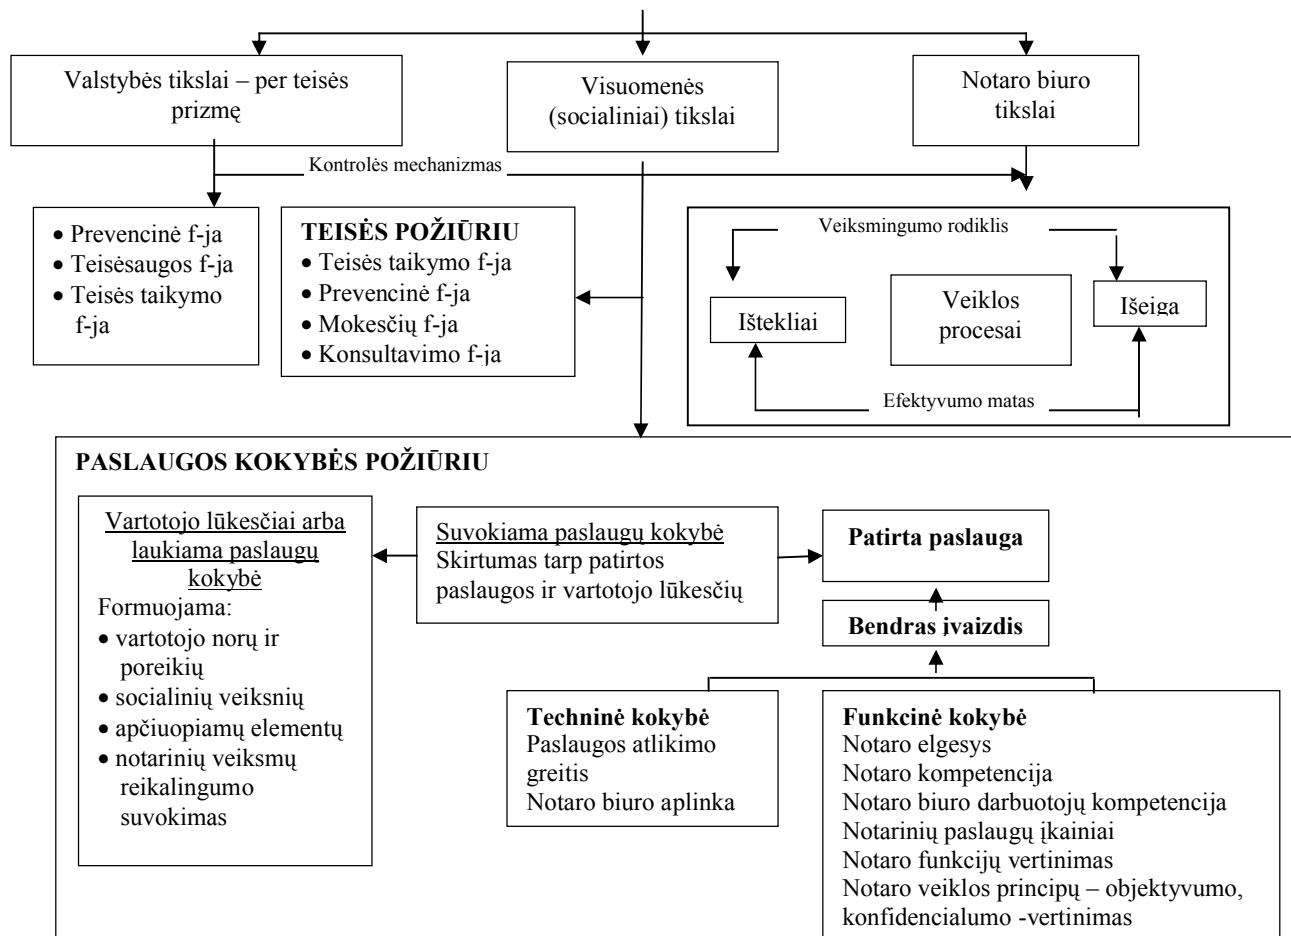 Valstybės tikslai – per teisės
prizmę
Visuomenės
(socialiniai) tikslai
Notaro biuro
tikslai
Kontrolės mechanizmas
• Prevencinė f-ja
• Teisėsaugos f-ja
• Teisės taikymo
f-ja
TEISĖS POŽIŪRIU
• Teisės taikymo f-ja
• Prevencinė f-ja
• Mokesčių f-ja
• Konsultavimo f-ja
Veiksmingumo rodiklis
Ištekliai
Veiklos
procesai
Išeiga
Efektyvumo matas
PASLAUGOS KOKYBĖS POŽIŪRIU
Vartotojo lūkesčiai arba
laukiama paslaugų
kokybė
Formuojama:
• vartotojo norų ir
poreikių
• socialinių veiksnių
• apčiuopiamų elementų
• notarinių veiksmų
reikalingumo
suvokimas
Suvokiama paslaugų kokybė
Skirtumas tarp patirtos
paslaugos ir vartotojo lūkesčių
Patirta paslauga
Bendras įvaizdis
Techninė kokybė
Paslaugos atlikimo
greitis
Notaro biuro aplinka
Funkcinė kokybė
Notaro elgesys
Notaro kompetencija
Notaro biuro darbuotojų kompetencija
Notarinių paslaugų įkainiai
Notaro funkcijų vertinimas
Notaro veiklos principų – objektyvumo,
konfidencialumo -vertinimas